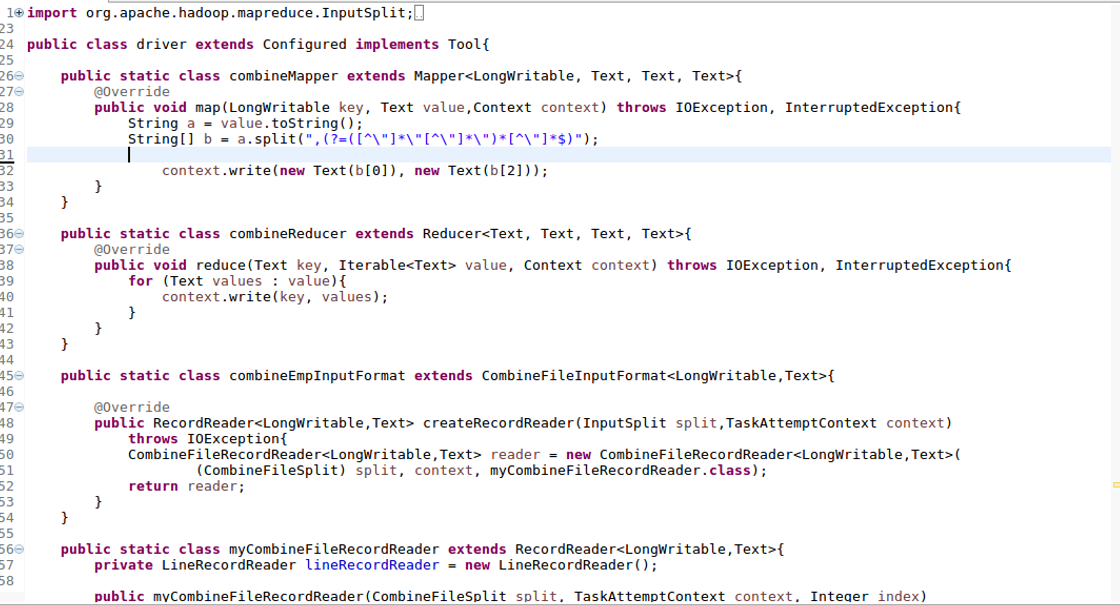 1 import org.apache.hadoop.mapreduce.InputSplit;
23
24 public class driver extends Configured implements Tool{
25
26     public static class combineMapper extends Mapper<LongWritable, Text, Text, Text>{
27         @Override
28         public void map(LongWritable key, Text value,Context context) throws IOException, InterruptedException{
29             String a = value.toString();
30             String[] b = a.split(",(?=([^\"]*\"[^\"]*\")*[^\"]*$)");
31
32                 context.write(new Text(b[0]), new Text(b[2]));
33         }
34     }
35
36     public static class combineReducer extends Reducer<Text, Text, Text, Text>{
37         @Override
38         public void reduce(Text key, Iterable<Text> value, Context context) throws IOException, InterruptedException{
39             for (Text values : value){
40                 context.write(key, values);
41             }
42         }
43     }
44
45     public static class combineEmpInputFormat extends CombineFileInputFormat<LongWritable,Text>{
46
47         @Override
48         public RecordReader<LongWritable,Text> createRecordReader(InputSplit split,TaskAttemptContext context)
49             throws IOException{
50             CombineFileRecordReader<LongWritable,Text> reader = new CombineFileRecordReader<LongWritable,Text>(
51                     (CombineFileSplit) split, context, myCombineFileRecordReader.class);
52             return reader;
53         }
54     }
55
56     public static class myCombineFileRecordReader extends RecordReader<LongWritable,Text>{
57         private LineRecordReader lineRecordReader = new LineRecordReader();
58
        public myCombineFileRecordReader(CombineFileSplit split, TaskAttemptContext context, Integer index)